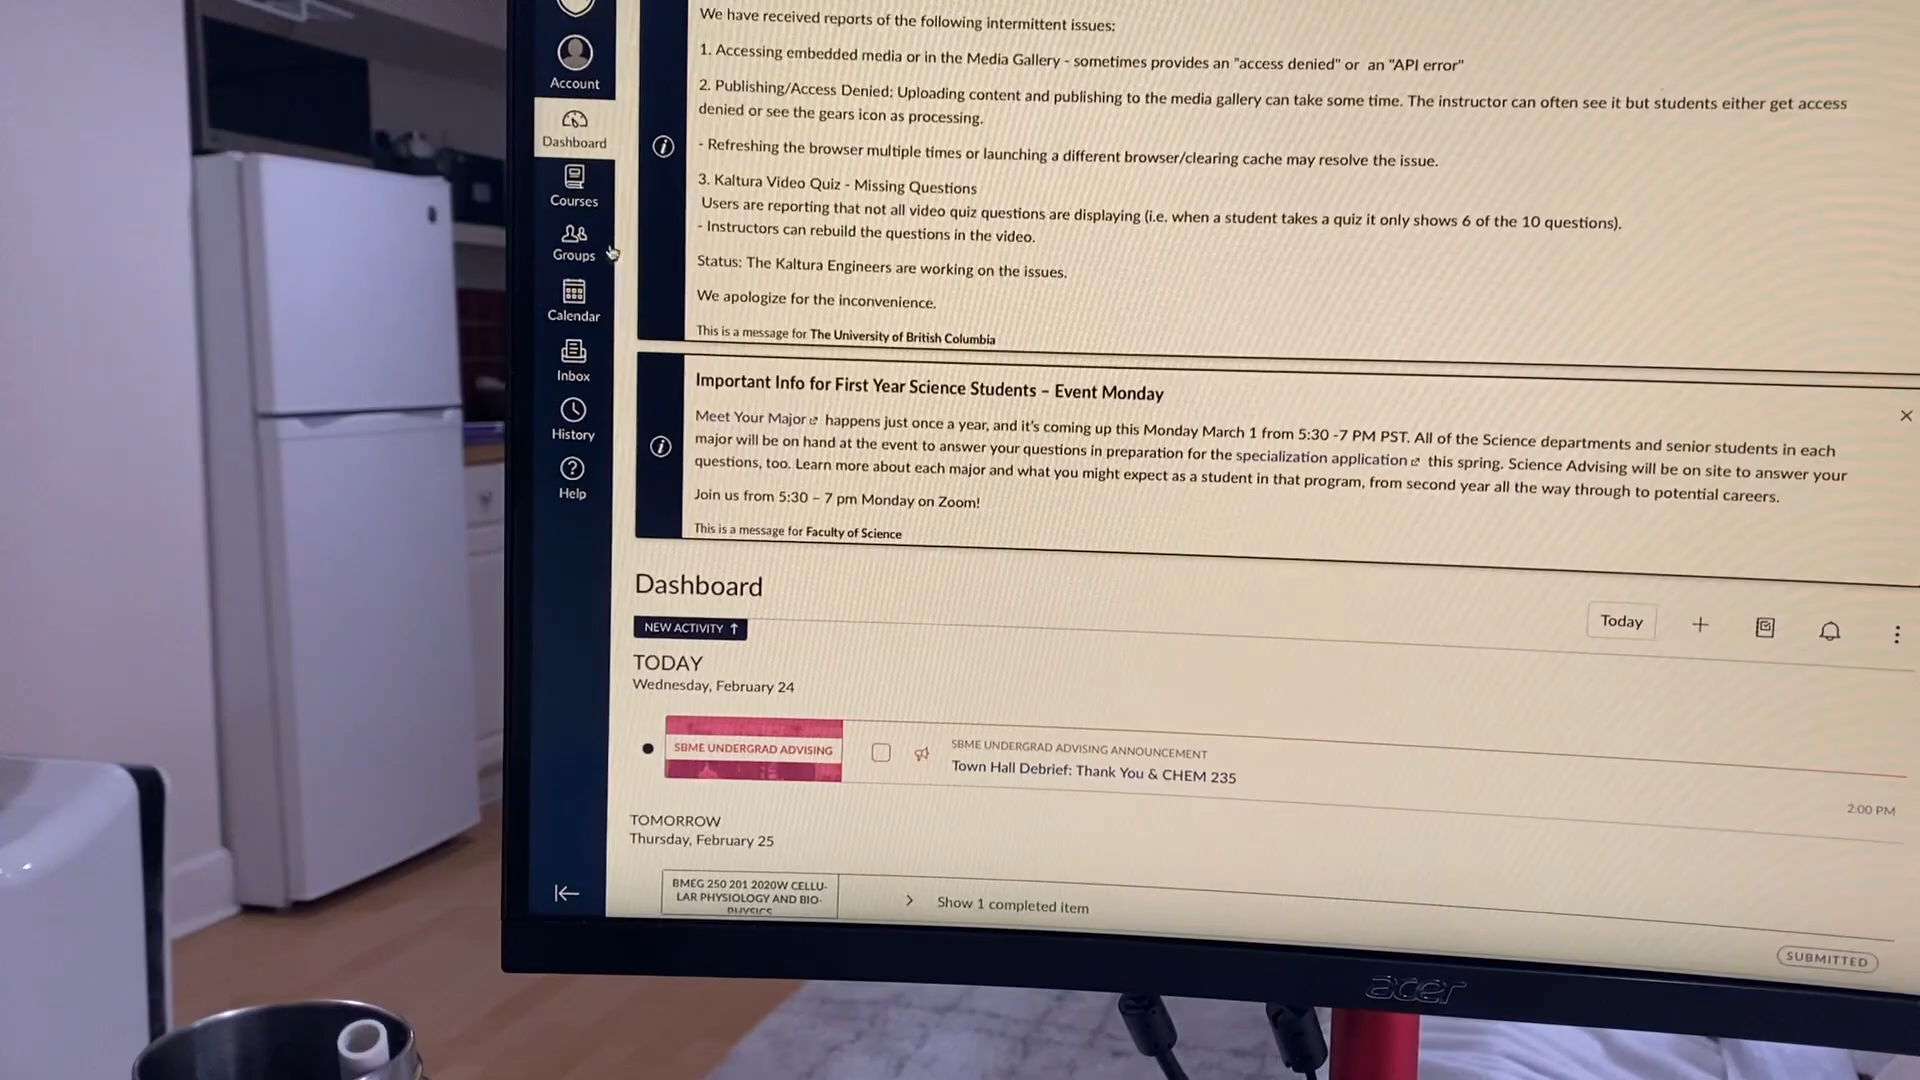 We have received reports of the following intermittent issues:
1. Accessing embedded media or in the Media Gallery - sometimes provides an "access denied" or an "API error"
2. Publishing/Access Denied: Uploading content and publishing to the media gallery can take some time. The instructor can often see it but students either get access
denied or see the gears icon as processing.
- Refreshing the browser multiple times or launching a different browser/clearing cache may resolve the issue.
3. Kaltura Video Quiz - Missing Questions
Users are reporting that not all video quiz questions are displaying (i.e. when a student takes a quiz it only shows 6 of the 10 questions).
- Instructors can rebuild the questions in the video.
Status: The Kaltura Engineers are working on the issues.
We apologize for the inconvenience.
This is a message for The University of British Columbia
Account
Dashboard
Courses
Groups
Calendar
Inbox
History
Help
Important Info for First Year Science Students – Event Monday
Meet Your Major happens just once a year, and it's coming up this Monday March 1 from 5:30 -7 PM PST. All of the Science departments and senior students in each
major will be on hand at the event to answer your questions in preparation for the specialization application this spring. Science Advising will be on site to answer your
questions, too. Learn more about each major and what you might expect as a student in that program, from second year all the way through to potential careers.
Join us from 5:30 – 7 pm Monday on Zoom!
This is a message for Faculty of Science
Dashboard
Today
NEW ACTIVITY
TODAY
Wednesday, February 24
SBME UNDERGRAD ADVISING
SBME UNDERGRAD ADVISING ANNOUNCEMENT
Town Hall Debrief: Thank You & CHEM 235
2:00 PM
TOMORROW
Thursday, February 25
BMEG 250 201 2020W CELLU-
LAR PHYSIOLOGY AND BIO-
PHYSICS
Show 1 completed item
SUBMITTED
acer